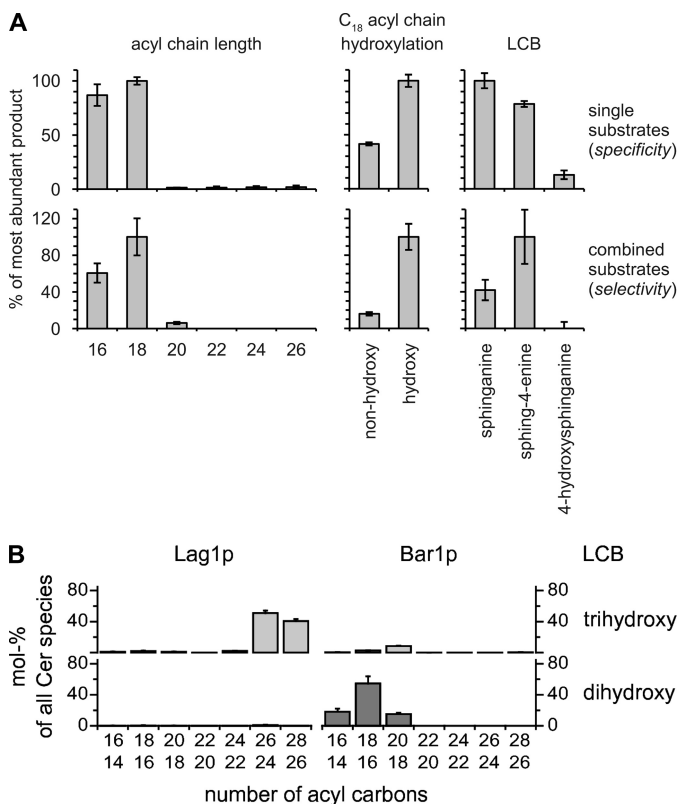 A
acyl chain length
C18 acyl chain
hydroxylation
LCB
% of most abundant product
100
50
0
single
substrates
(specificity)
120
80
40
0
combined
substrates
(selectivity)
16 18 20 22 24 26
non-hydroxy
hydroxy
sphinganine
sphing-4-enine
4-hydroxysphinganine
B
Lag1p
Bar1p
LCB
mol-%
of all Cer species
80
40
80
40
0
trihydroxy
80
40
0
80
40
0
dihydroxy
16 18 20 22 24 26 28 16 18 20 22 24 26 28
14 16 18 20 22 24 26 14 16 18 20 22 24 26
number of acyl carbons